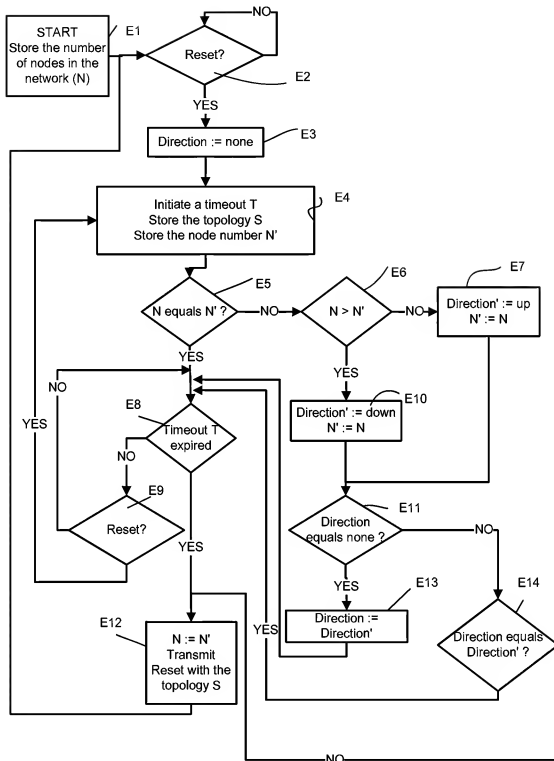 START
Store the number
of nodes in the
network (N)
E1
NO
Reset?
E2
YES
Direction := none
E3
Initiate a timeout T
Store the topology S
Store the node number N'
E4
N equals N' ?
E5
NO
N > N'
E6
NO
Direction' := up
N' := N
E7
YES
YES
NO
YES
Direction' := down
N' := N
E10
E8
Timeout T
expired
NO
E9
Reset?
YES
Direction
equals none ?
E11
NO
YES
E12
N := N'
Transmit
Reset with the
topology S
YES
Direction :=
Direction'
E13
E14
Direction equals
Direction' ?
NO